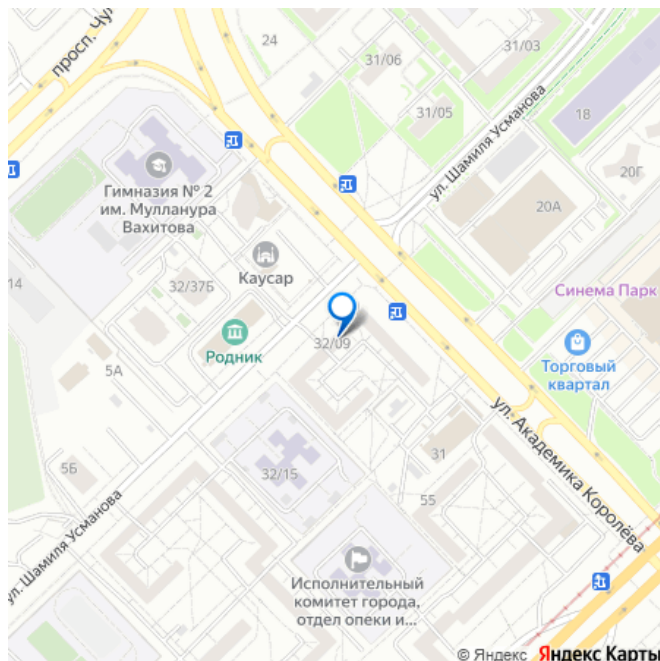 просп. Чул
24
31/06
31/03
31/05
18
ул. Шамиля Усманова
20Г
20А
Гимназия № 2
им. Мулланура
Вахитова
Каусар
14
32/37Б
Синема Парк
Родник
32/09
Торговый
квартал
5А
31
ул. Академика Королёва
5Б
32/15
55
ул. Шамиля Усманова
Исполнительный
комитет города,
отдел опеки и...
© Яндекс Яндекс Карты